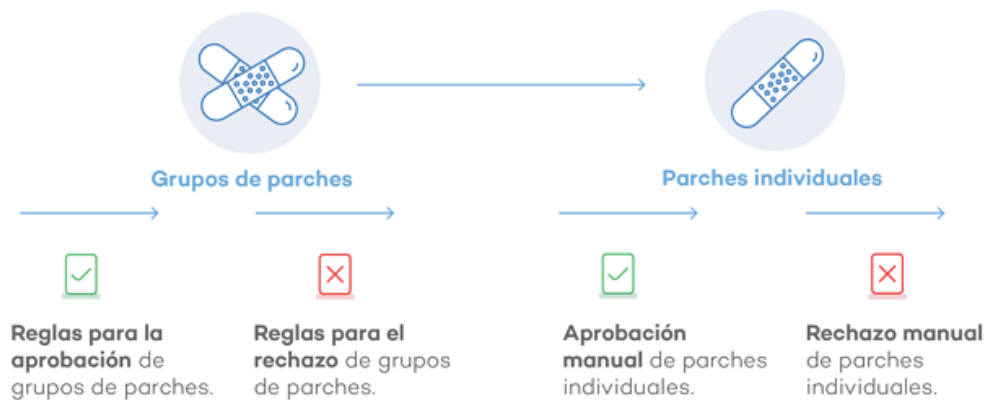 Grupos de parches
Parches individuales
Reglas para la
aprobación de
grupos de parches.
Reglas para el
rechazo de grupos
de parches.
Aprobación
manual de parches
individuales.
Rechazo manual
de parches
individuales.